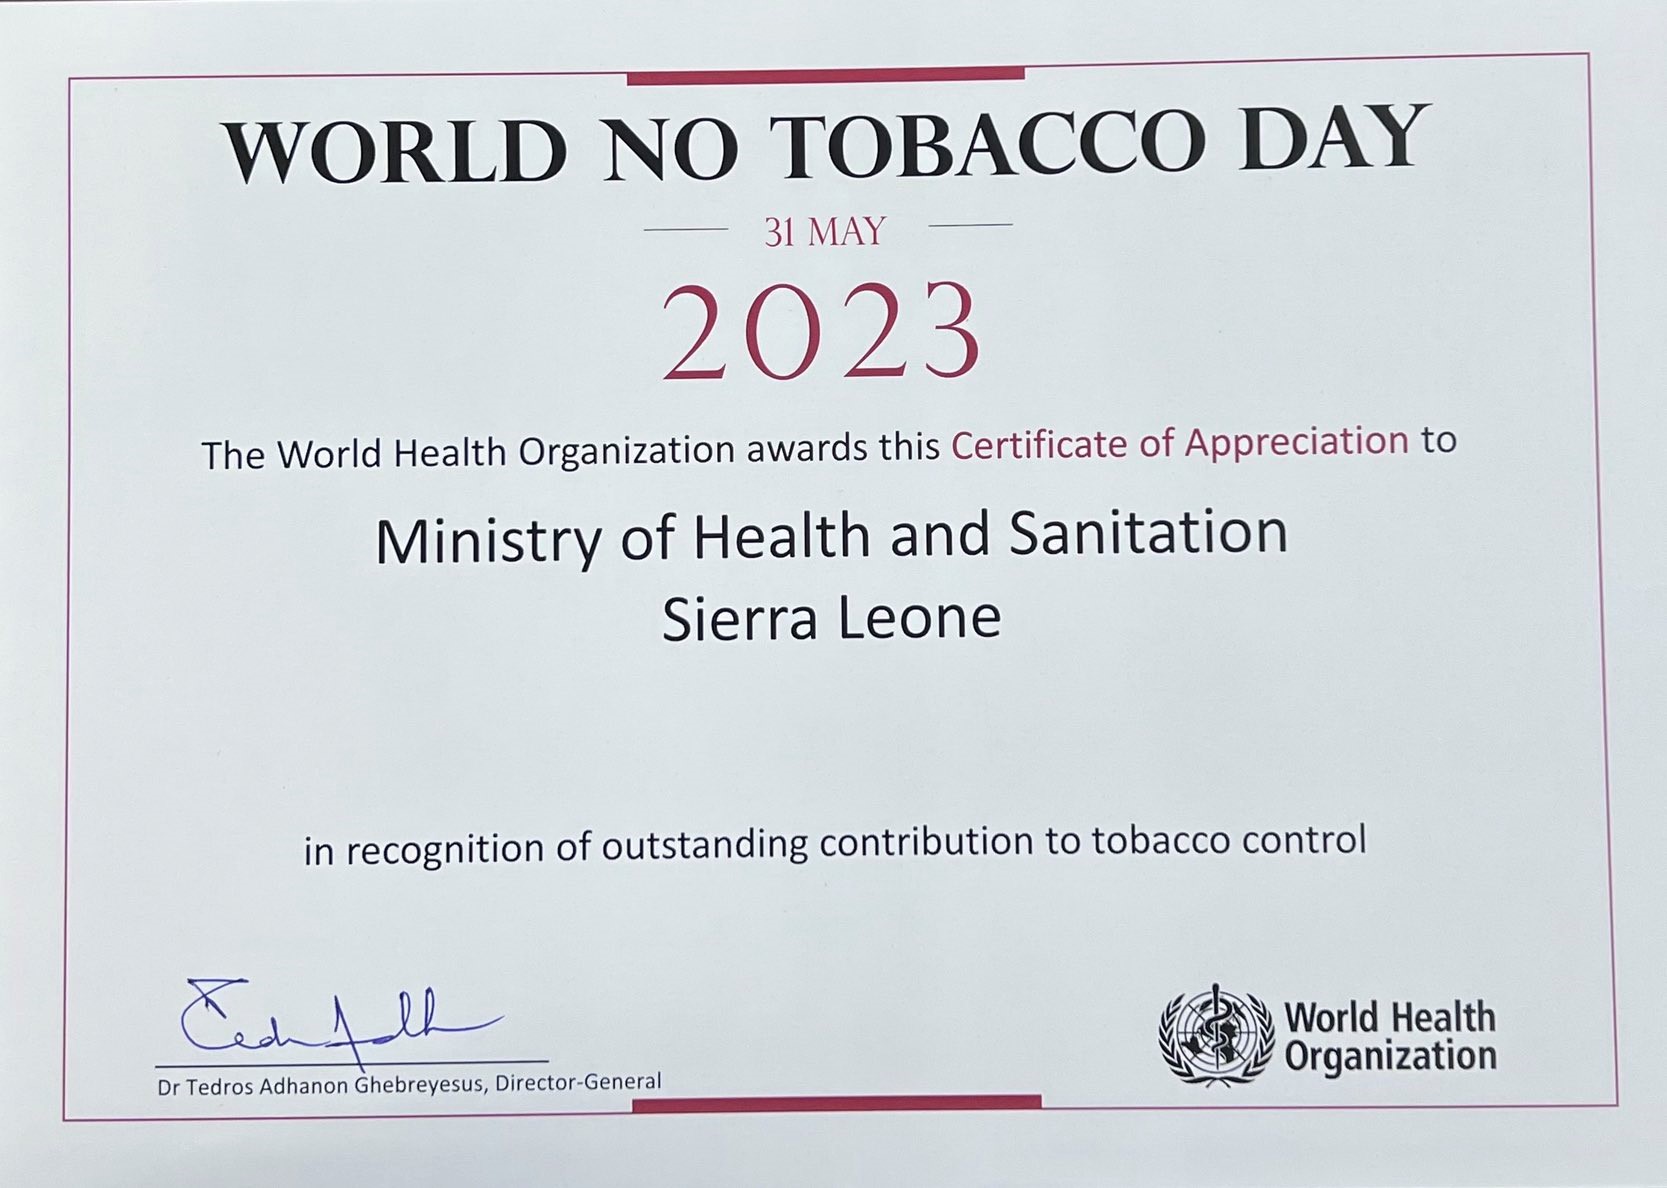 WORLD NO TOBACCO DAY
31 MAY
2023
The World Health Organization awards this Certificate of Appreciation to
Ministry of Health and Sanitation
Sierra Leone
in recognition of outstanding contribution to tobacco control
Dr Tedros Adhanon Ghebreyesus, Director-General
World Health
Organization